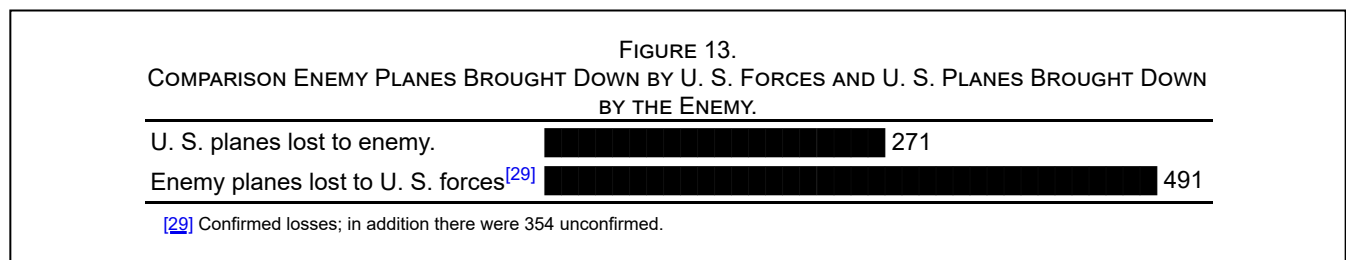 FIGURE 13.
COMPARISON ENEMY PLANES BROUGHT DOWN BY U. S. FORCES AND U. S. PLANES BROUGHT DOWN
BY THE ENEMY.
U. S. planes lost to enemy. 271
Enemy planes lost to U. S. forces[29] 491
[29] Confirmed losses; in addition there were 354 unconfirmed.